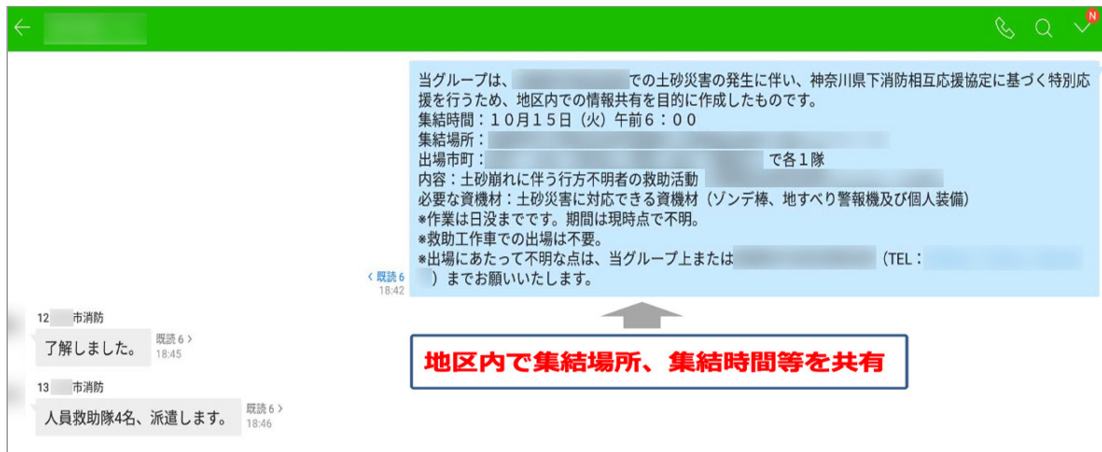 N
当グループは、
での土砂災害の発生に伴い、神奈川県下消防相互応援協定に基づく特別応
援を行うため、地区内での情報共有を目的に作成したものです。
集結時間：１０月１５日（火）午前６：００
集結場所：
出場市町： で各１隊
内容：土砂崩れに伴う行方不明者の救助活動
必要な資機材：土砂災害に対応できる資機材（ゾンデ棒、地すべり警報機及び個人装備）
*作業は日没までです。期間は現時点で不明。
*救助工作車での出場は不要。
*出場にあたって不明な点は、当グループ上または （TEL：
）までお願いいたします。
既読 6
18:42
12 市消防
了解しました。
既読 6
18:45
地区内で集結場所、集結時間等を共有
13 市消防
人員救助隊4名、派遣します。
既読 6
18:46